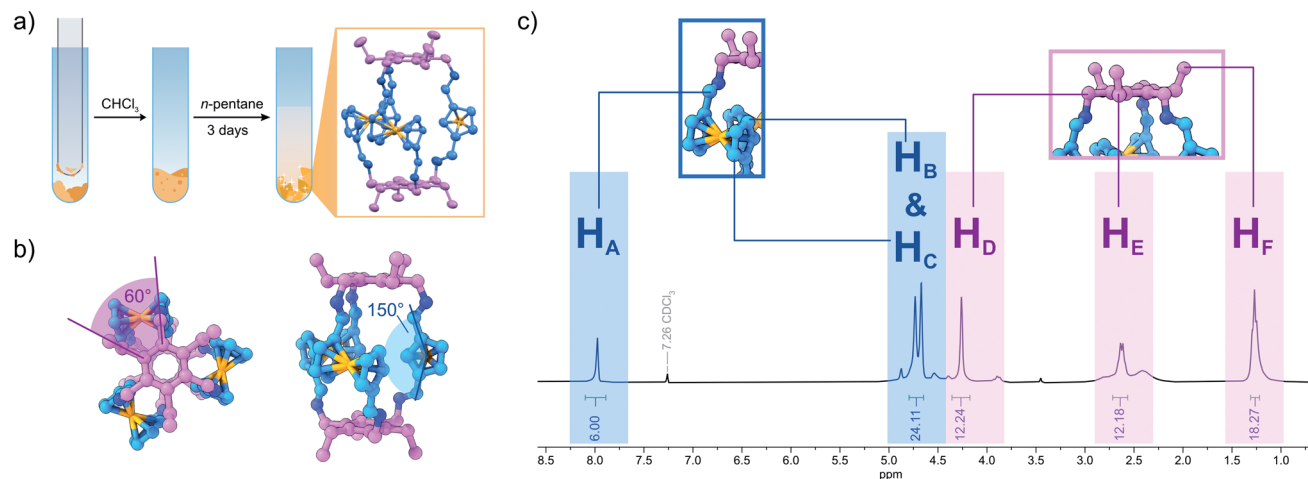 a)
CHCl3
n-pentane
3 days
b)
60°
150°
c)
HA
HB
&
HC
HD
HE
HF
7.26 CDCl3
6.00
24.11
12.24
12.18
18.27
8.5 8.0 7.5 7.0 6.5 6.0 5.5 5.0 4.5 4.0 3.5 3.0 2.5 2.0 1.5 1.0
ppm